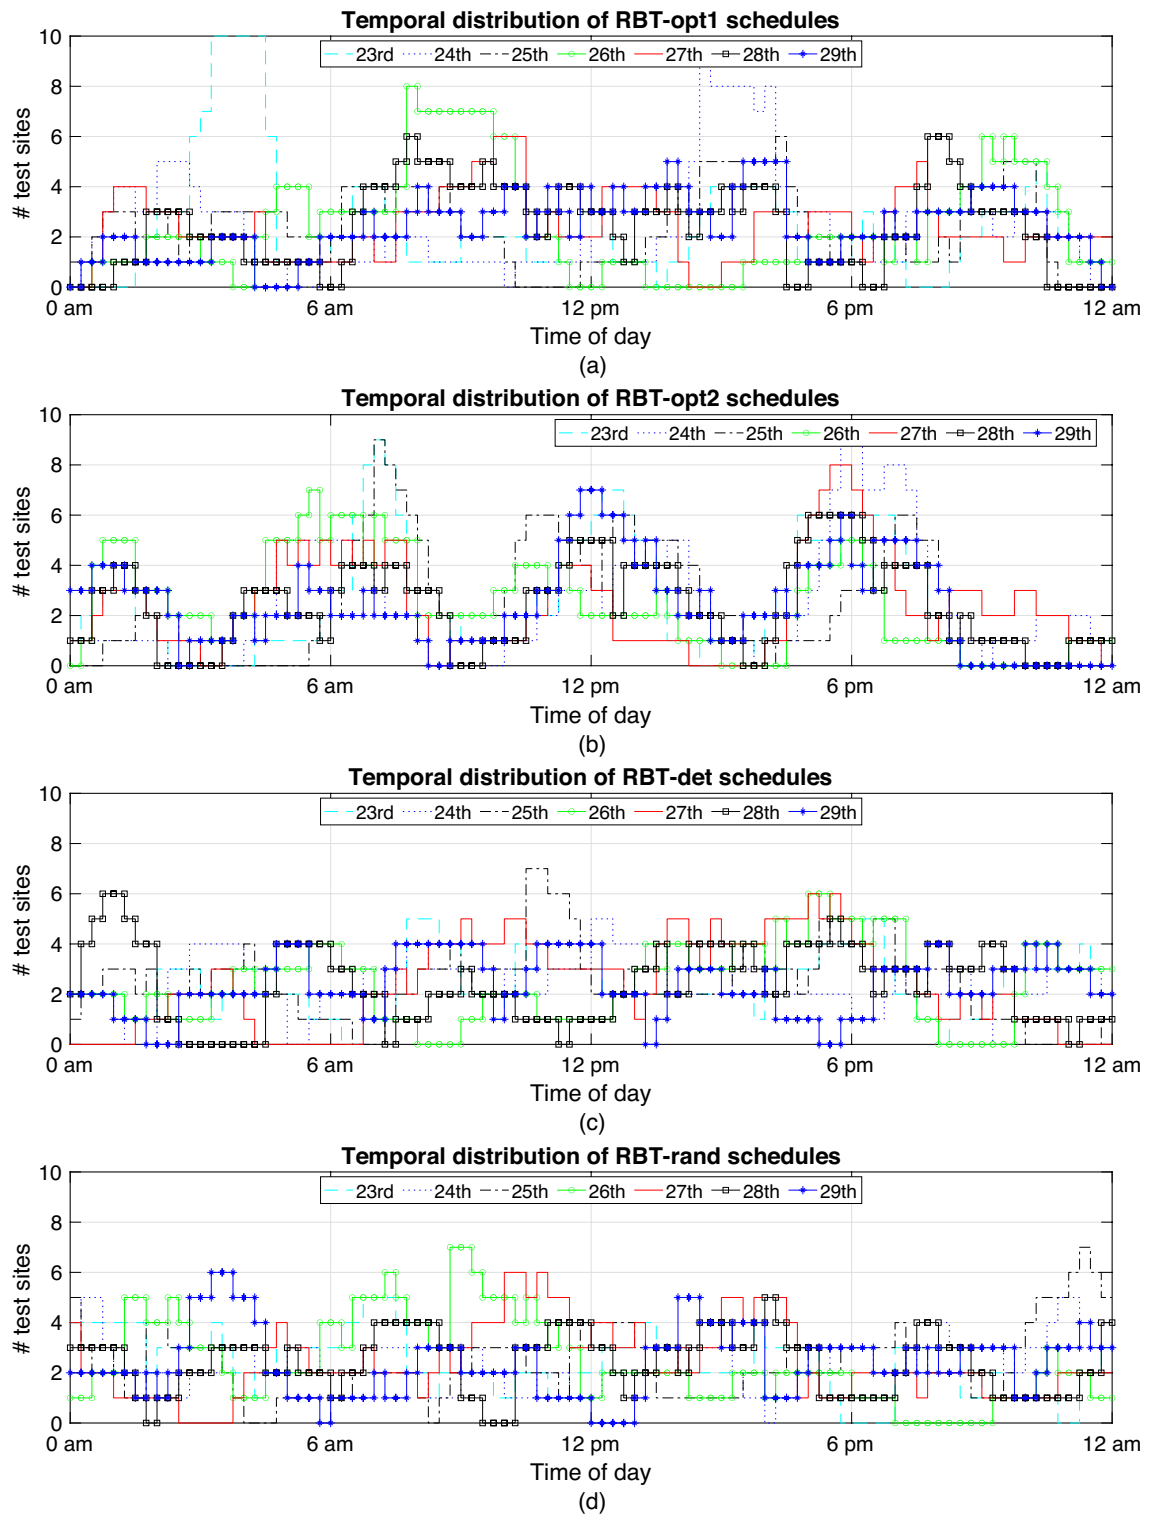 Temporal distribution of RBT-opt1 schedules
10
8
6
4
2
0
# test sites
23rd 24th 25th 26th 27th 28th 29th
0 am 6 am 12 pm 6 pm 12 am
Time of day
(a)
Temporal distribution of RBT-opt2 schedules
10
8
6
4
2
0
# test sites
23rd 24th 25th 26th 27th 28th 29th
0 am 6 am 12 pm 6 pm 12 am
Time of day
(b)
Temporal distribution of RBT-det schedules
10
8
6
4
2
0
# test sites
23rd 24th 25th 26th 27th 28th 29th
0 am 6 am 12 pm 6 pm 12 am
Time of day
(c)
Temporal distribution of RBT-rand schedules
10
8
6
4
2
0
# test sites
23rd 24th 25th 26th 27th 28th 29th
0 am 6 am 12 pm 6 pm 12 am
Time of day
(d)